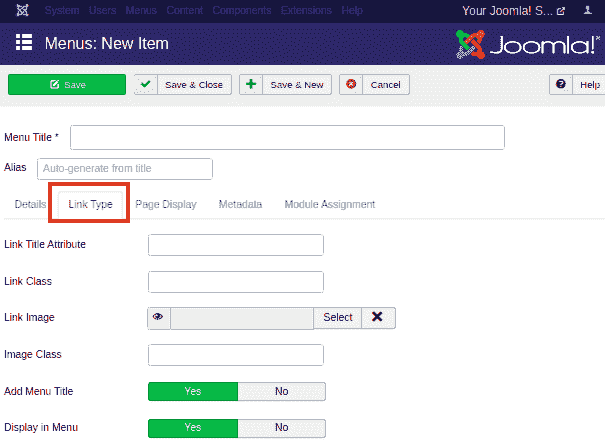 System Users Menus Content Components Extensions Help Your Joomla! S...
Menus: New Item Joomla!
Save Save & Close Save & New Cancel Help
Menu Title *
Alias Auto-generate from title
Details Link Type Page Display Metadata Module Assignment
Link Title Attribute
Link Class
Link Image Select
Image Class
Add Menu Title Yes No
Display in Menu Yes No